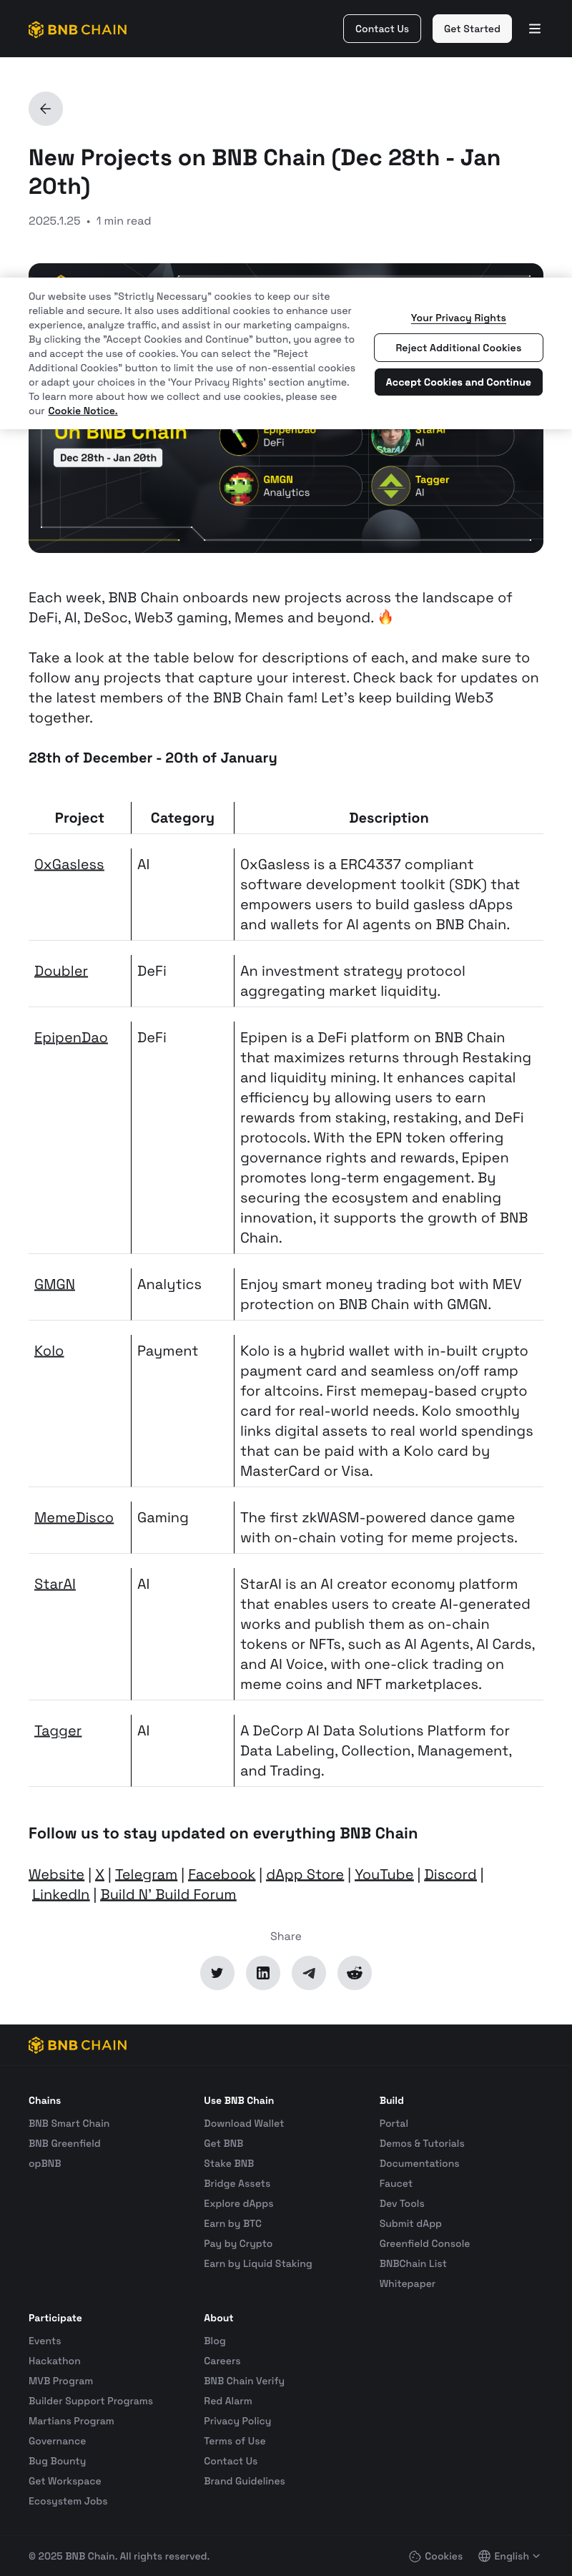 BNB CHAIN
Contact Us
Get Started
New Projects on BNB Chain (Dec 28th - Jan
20th)
2025.1.25 • 1 min read
Our website uses "Strictly Necessary" cookies to keep our site
reliable and secure. It also uses additional cookies to enhance user
experience, analyze traffic, and assist in our marketing campaigns.
By clicking the "Accept Cookies and Continue" button, you agree to
and accept the use of cookies. You can select the "Reject
Additional Cookies" button to limit the use of non-essential cookies
or adapt your choices in the 'Your Privacy Rights' section anytime.
To learn more about how we collect and use cookies, please see
our Cookie Notice.
Your Privacy Rights
Reject Additional Cookies
Accept Cookies and Continue
On BNB Chain
Dec 28th - Jan 20th
EpipenDao
DeFi
StarAI
AI
GMGN
Analytics
Tagger
AI
Each week, BNB Chain onboards new projects across the landscape of
DeFi, AI, DeSoc, Web3 gaming, Memes and beyond. 🔥
Take a look at the table below for descriptions of each, and make sure to
follow any projects that capture your interest. Check back for updates on
the latest members of the BNB Chain fam! Let's keep building Web3
together.
28th of December - 20th of January
Project Category Description
0xGasless AI 0xGasless is a ERC4337 compliant
software development toolkit (SDK) that
empowers users to build gasless dApps
and wallets for AI agents on BNB Chain.
Doubler DeFi An investment strategy protocol
aggregating market liquidity.
EpipenDao DeFi Epipen is a DeFi platform on BNB Chain
that maximizes returns through Restaking
and liquidity mining. It enhances capital
efficiency by allowing users to earn
rewards from staking, restaking, and DeFi
protocols. With the EPN token offering
governance rights and rewards, Epipen
promotes long-term engagement. By
securing the ecosystem and enabling
innovation, it supports the growth of BNB
Chain.
GMGN Analytics Enjoy smart money trading bot with MEV
protection on BNB Chain with GMGN.
Kolo Payment Kolo is a hybrid wallet with in-built crypto
payment card and seamless on/off ramp
for altcoins. First memepay-based crypto
card for real-world needs. Kolo smoothly
links digital assets to real world spendings
that can be paid with a Kolo card by
MasterCard or Visa.
MemeDisco Gaming The first zkWASM-powered dance game
with on-chain voting for meme projects.
StarAI AI StarAI is an AI creator economy platform
that enables users to create AI-generated
works and publish them as on-chain
tokens or NFTs, such as AI Agents, AI Cards,
and AI Voice, with one-click trading on
meme coins and NFT marketplaces.
Tagger AI A DeCorp AI Data Solutions Platform for
Data Labeling, Collection, Management,
and Trading.
Follow us to stay updated on everything BNB Chain
Website | X | Telegram | Facebook | dApp Store | YouTube | Discord |
LinkedIn | Build N' Build Forum
Share
BNB CHAIN
Chains
BNB Smart Chain
BNB Greenfield
opBNB
Use BNB Chain
Download Wallet
Get BNB
Stake BNB
Bridge Assets
Explore dApps
Earn by BTC
Pay by Crypto
Earn by Liquid Staking
Build
Portal
Demos & Tutorials
Documentations
Faucet
Dev Tools
Submit dApp
Greenfield Console
BNBChain List
Whitepaper
Participate
Events
Hackathon
MVB Program
Builder Support Programs
Martians Program
Governance
Bug Bounty
Get Workspace
Ecosystem Jobs
About
Blog
Careers
BNB Chain Verify
Red Alarm
Privacy Policy
Terms of Use
Contact Us
Brand Guidelines
© 2025 BNB Chain. All rights reserved.
Cookies
English